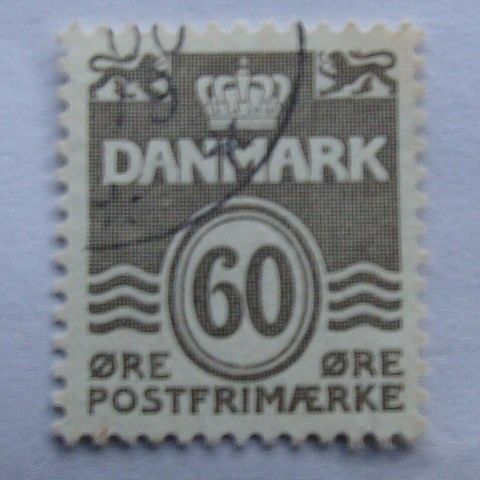 DANMARK
60
ØRE ØRE
POSTFRIMÆRKE